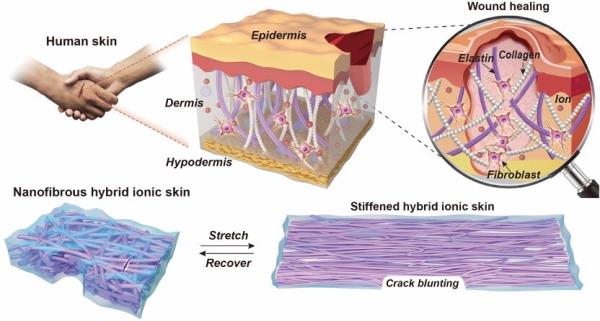 Wound healing
Human skin
Epidermis
Elastin
Collagen
Dermis
Ion
Hypodermis
Fibroblast
Nanofibrous hybrid ionic skin
Stiffened hybrid ionic skin
Stretch
Recover
Crack blunting